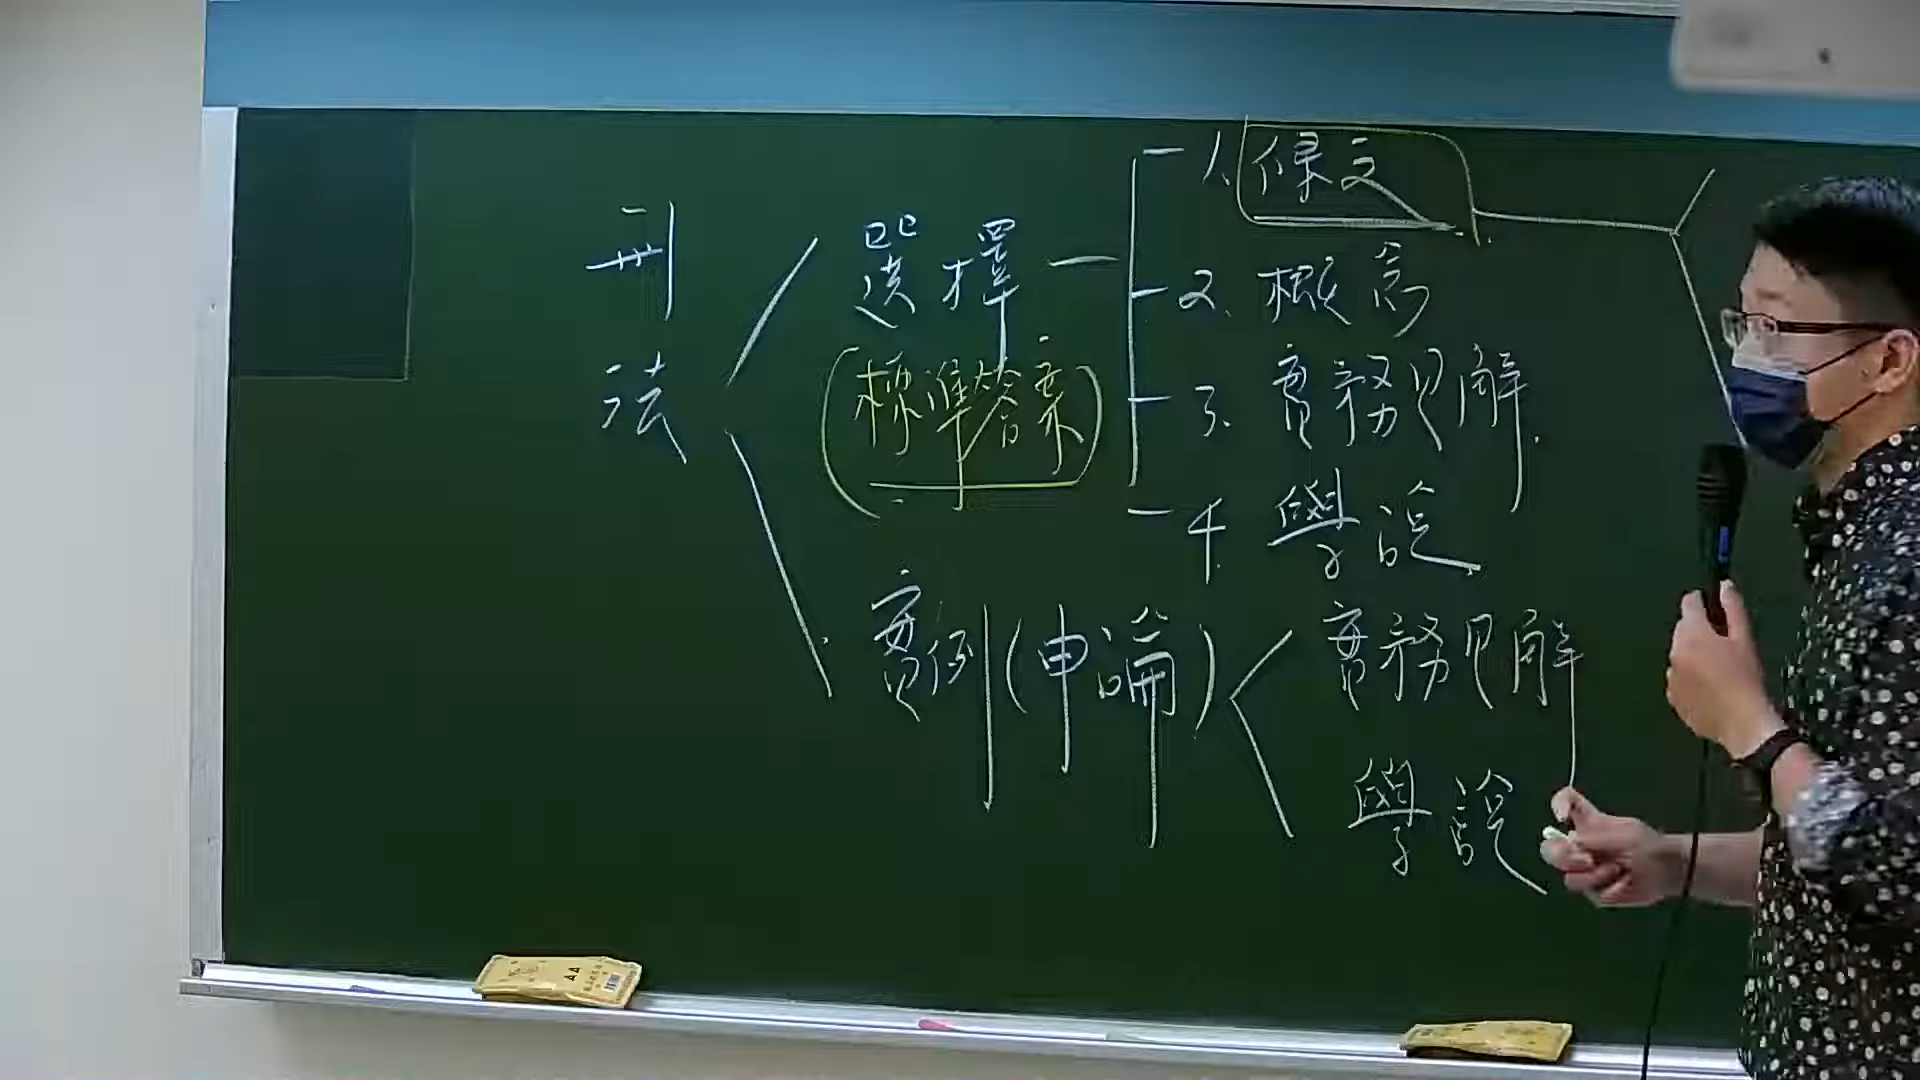 刑法
選擇
(標準答案)
1. 條文
2. 概念
3. 實務見解
4. 學說
實例(申論)
實務見解
學說